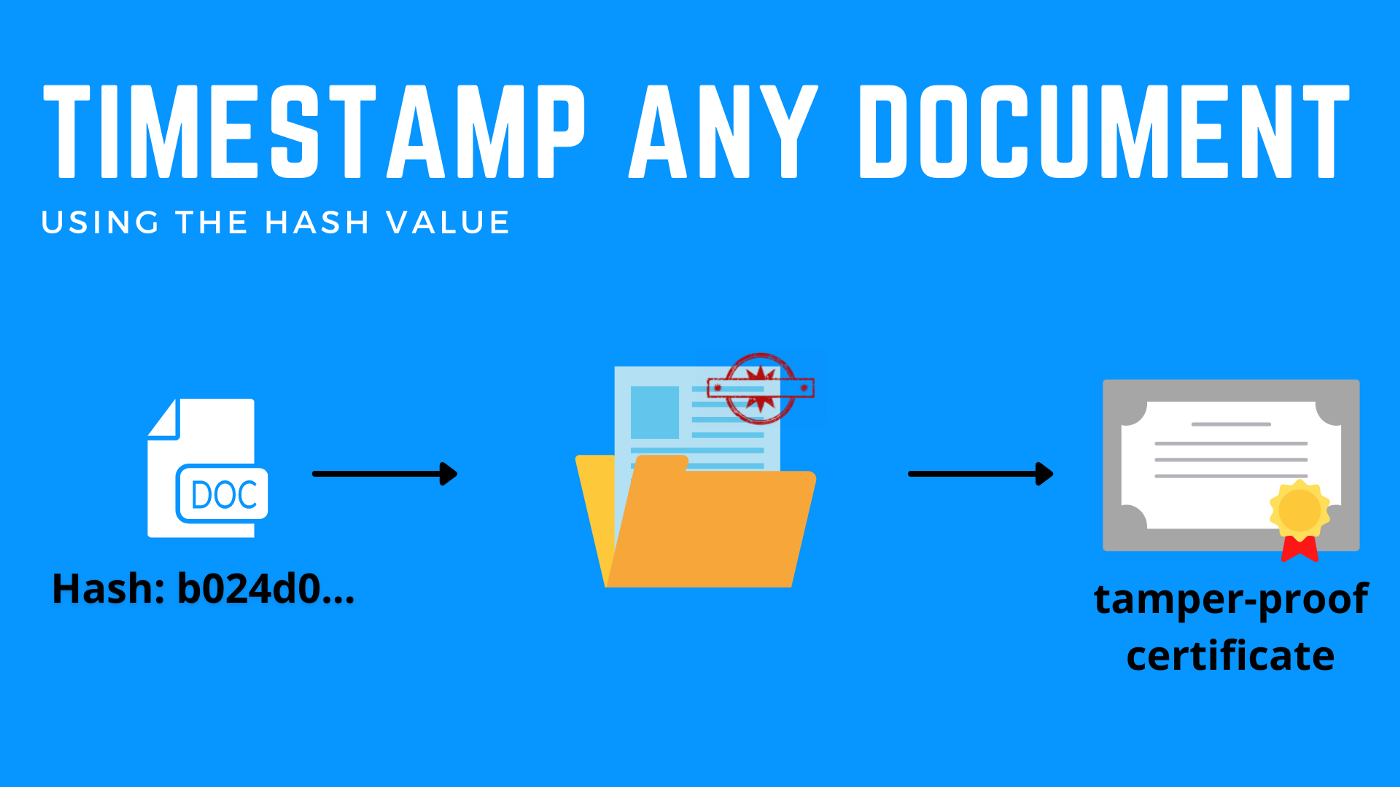 TIMESTAMP ANY DOCUMENT
USING THE HASH VALUE
DOC
Hash: b024d0...
tamper-proof
certificate